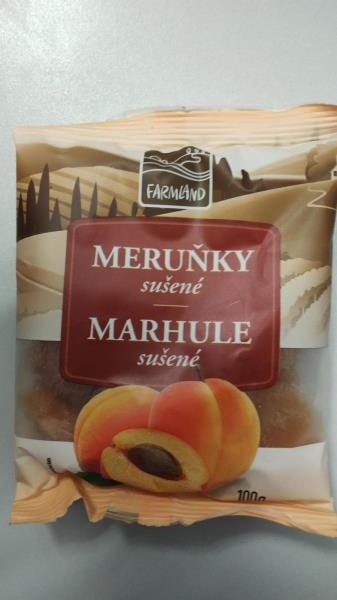 FARMLAND
MERUŇKY
sušené
MARHULE
sušené
100g